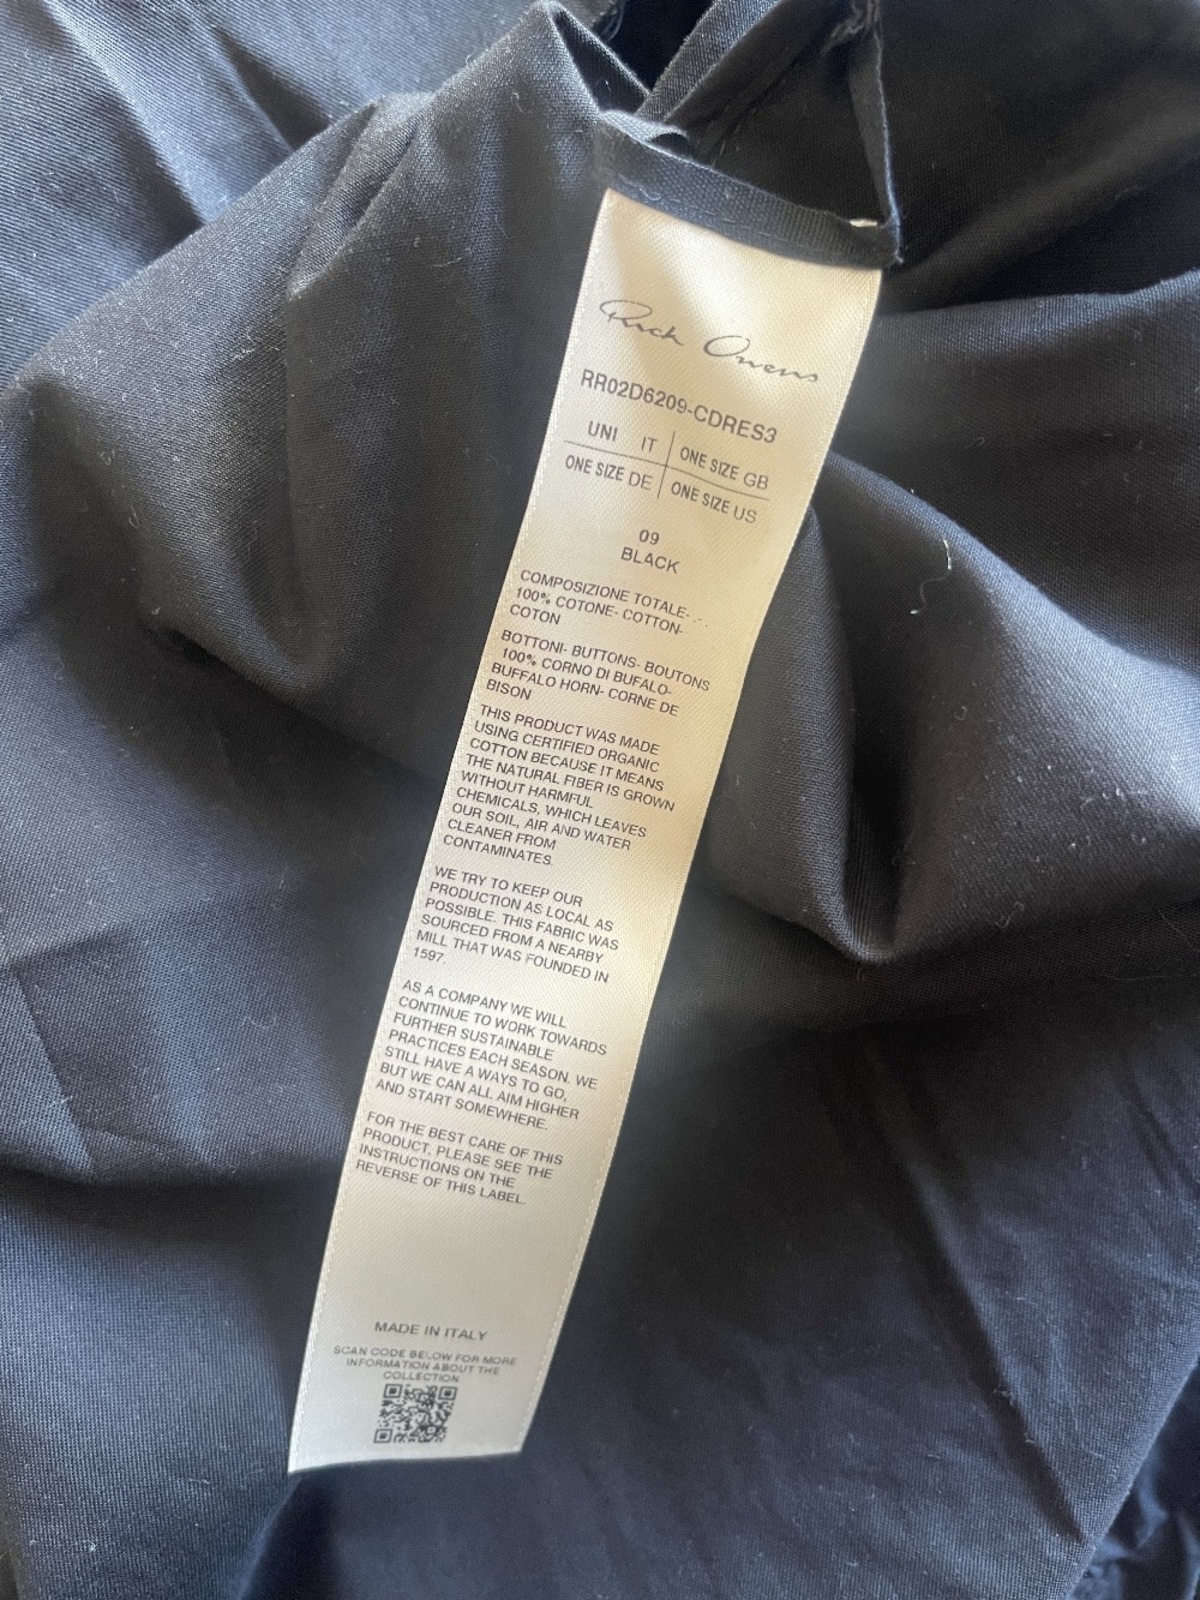 Rick Owens
RR02D6209-CDRES3
UNI IT | ONE SIZE GB
ONE SIZE DE | ONE SIZE US
09
BLACK
COMPOSIZIONE TOTALE-
100% COTONE- COTTON-
COTON
BOTTONI- BUTTONS- BOUTONS
100% CORNO DI BUFALO-
BUFFALO HORN- CORNE DE
BISON
THIS PRODUCT WAS MADE
USING CERTIFIED ORGANIC
COTTON BECAUSE IT MEANS
THE NATURAL FIBER IS GROWN
WITHOUT HARMFUL
CHEMICALS, WHICH LEAVES
OUR SOIL, AIR AND WATER
CLEANER FROM
CONTAMINATES.
WE TRY TO KEEP OUR
PRODUCTION AS LOCAL AS
POSSIBLE. THIS FABRIC WAS
SOURCED FROM A NEARBY
MILL THAT WAS FOUNDED IN
1597.
AS A COMPANY WE WILL
CONTINUE TO WORK TOWARDS
FURTHER SUSTAINABLE
PRACTICES EACH SEASON. WE
STILL HAVE A WAYS TO GO,
BUT WE CAN ALL AIM HIGHER
AND START SOMEWHERE.
FOR THE BEST CARE OF THIS
PRODUCT, PLEASE SEE THE
INSTRUCTIONS ON THE
REVERSE OF THIS LABEL.
MADE IN ITALY
SCAN CODE BELOW FOR MORE
INFORMATION ABOUT THE
COLLECTION